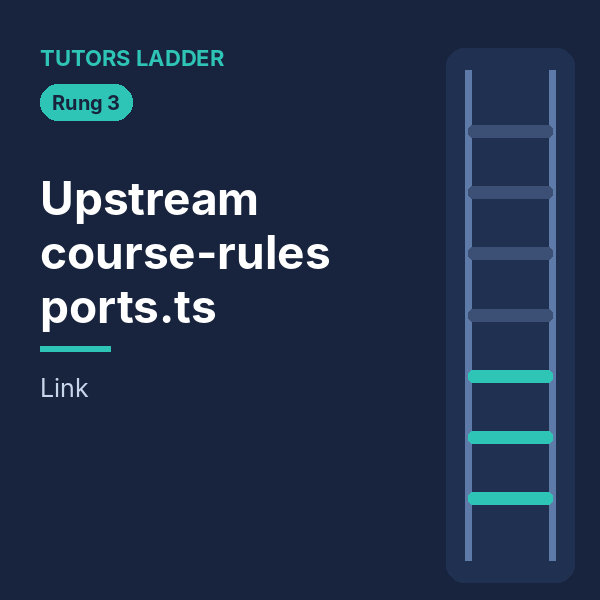 TUTORS LADDER
Rung 3
Upstream
course-rules
ports.ts
Link